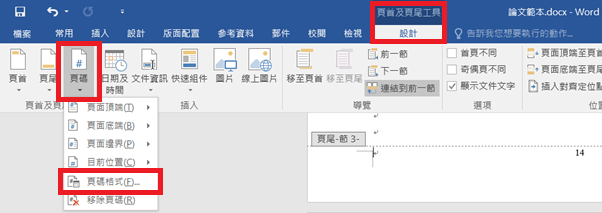 頁首及頁尾工具
論文範本.docx - Word
檔案 常用 插入 設計 版面配置 參考資料 郵件 校閱 檢視 設計 告訴我您想要執行的動作...
頁首 頁尾 頁碼 日期及時間 文件資訊 快速組件 圖片 線上圖片 移至頁首 移至頁尾
前一節
下一節
連結到前一節
首頁不同
奇偶頁不同
顯示文件文字
頁面頂端至頁首
頁面底端至頁尾
插入對齊定位點
頁首及頁尾 插入 導覽 選項
頁面頂端(T)
頁面底端(B)
頁面邊界(P)
目前位置(C)
頁碼格式(F)...
移除頁碼(R)
頁尾-節 3-
14